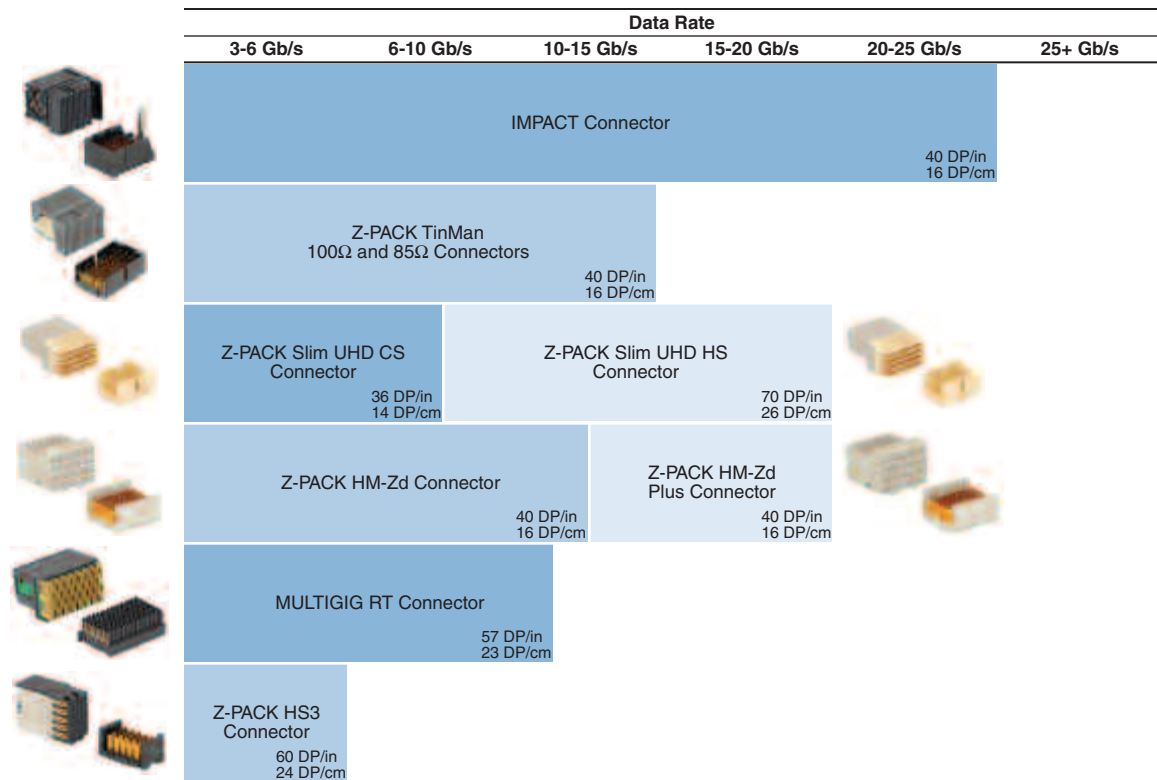 Data Rate
3-6 Gb/s 6-10 Gb/s 10-15 Gb/s 15-20 Gb/s 20-25 Gb/s 25+ Gb/s
IMPACT Connector
40 DP/in
16 DP/cm
Z-PACK TinMan
100Ω and 85Ω Connectors
40 DP/in
16 DP/cm
Z-PACK Slim UHD CS
Connector
36 DP/in
14 DP/cm
Z-PACK Slim UHD HS
Connector
70 DP/in
26 DP/cm
Z-PACK HM-Zd Connector
40 DP/in
16 DP/cm
Z-PACK HM-Zd
Plus Connector
40 DP/in
16 DP/cm
MULTIGIG RT Connector
57 DP/in
23 DP/cm
Z-PACK HS3
Connector
60 DP/in
24 DP/cm